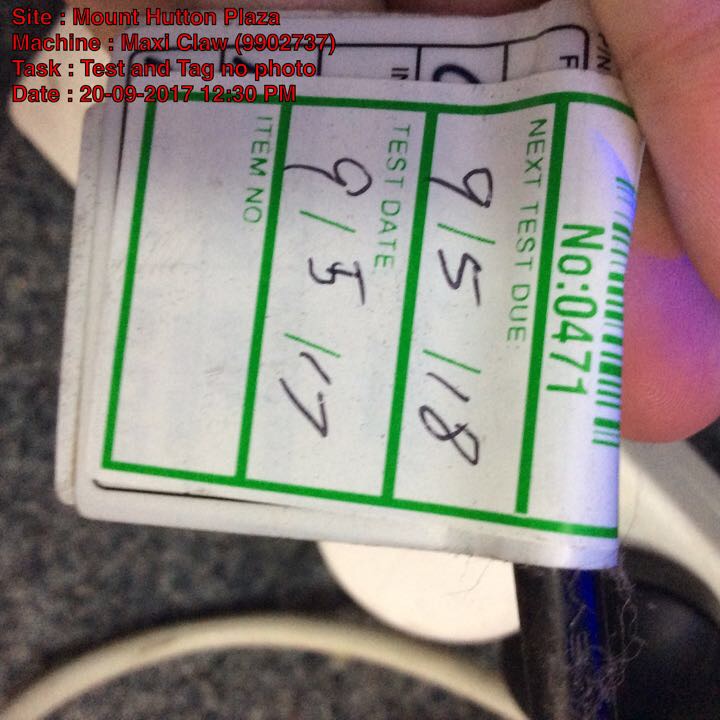 Site : Mount Hutton Plaza
Machine : Maxi Claw (9902737)
Task : Test and Tag no photo
Date : 20-09-2017 12:30 PM
No:0471
NEXT TEST DUE:
9/5/18
TEST DATE:
9/5/17
ITEM NO.